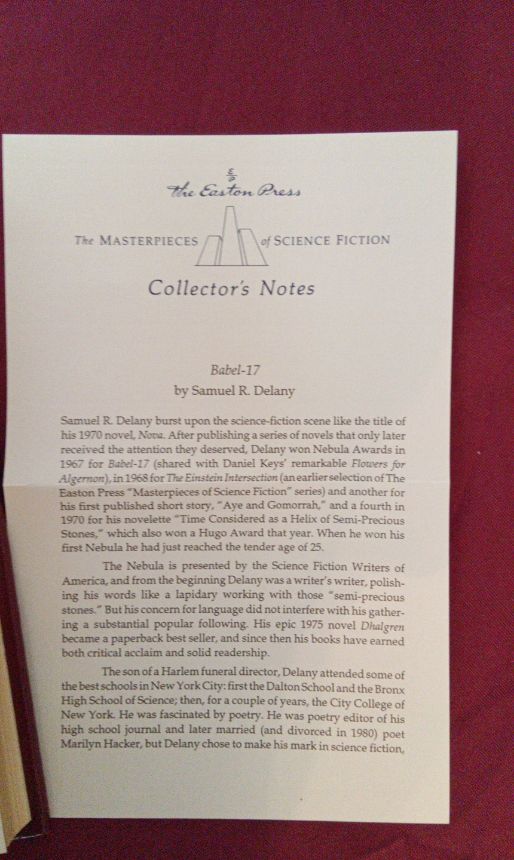 E
P
The Easton Press
The MASTERPIECES of SCIENCE FICTION
Collector's Notes
Babel-17
by Samuel R. Delany
Samuel R. Delany burst upon the science-fiction scene like the title of
his 1970 novel, Nova. After publishing a series of novels that only later
received the attention they deserved, Delany won Nebula Awards in
1967 for Babel-17 (shared with Daniel Keys' remarkable Flowers for
Algernon), in 1968 for The Einstein Intersection (an earlier selection of The
Easton Press "Masterpieces of Science Fiction" series) and another for
his first published short story, "Aye and Gomorrah," and a fourth in
1970 for his novelette "Time Considered as a Helix of Semi-Precious
Stones," which also won a Hugo Award that year. When he won his
first Nebula he had just reached the tender age of 25.
The Nebula is presented by the Science Fiction Writers of
America, and from the beginning Delany was a writer's writer, polish-
ing his words like a lapidary working with those "semi-precious
stones." But his concern for language did not interfere with his gather-
ing a substantial popular following. His epic 1975 novel Dhalgren
became a paperback best seller, and since then his books have earned
both critical acclaim and solid readership.
The son of a Harlem funeral director, Delany attended some of
the best schools in New York City: first the Dalton School and the Bronx
High School of Science; then, for a couple of years, the City College of
New York. He was fascinated by poetry. He was poetry editor of his
high school journal and later married (and divorced in 1980) poet
Marilyn Hacker, but Delany chose to make his mark in science fiction,